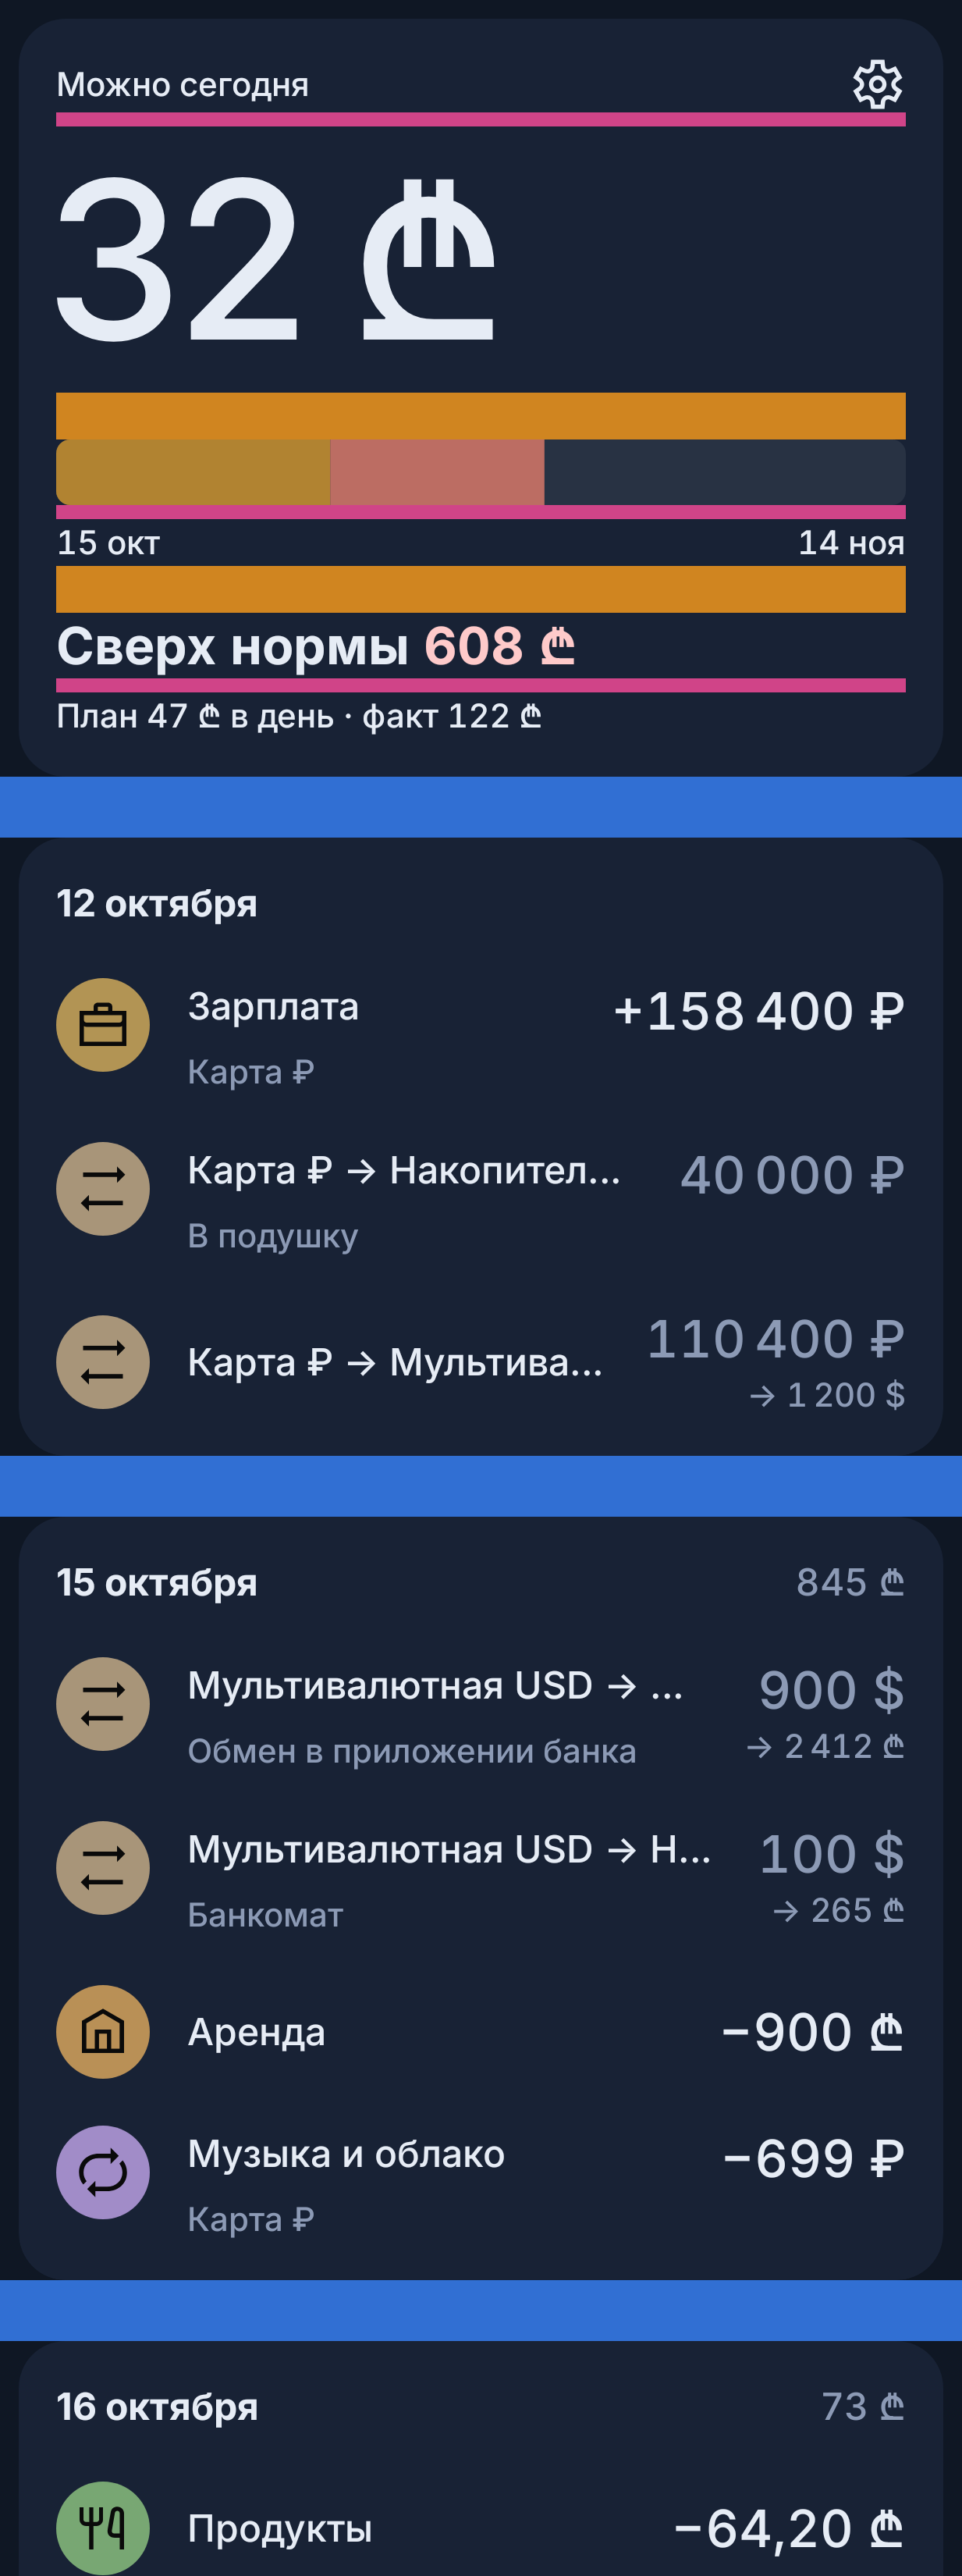 Можно сегодня
32 ₾
15 окт 14 ноя
Сверх нормы 608 ₾
План 47 ₾ в день · факт 122 ₾
12 октября
Зарплата +158 400 ₽
Карта ₽
Карта ₽ → Накопител... 40 000 ₽
В подушку
110 400 ₽
Карта ₽ → Мультива...
→ 1 200 $
15 октября 845 ₾
Мультивалютная USD → ... 900 $
Обмен в приложении банка → 2 412 ₾
Мультивалютная USD → Н... 100 $
Банкомат → 265 ₾
Аренда −900 ₾
Музыка и облако −699 ₽
Карта ₽
16 октября 73 ₾
Продукты −64,20 ₾